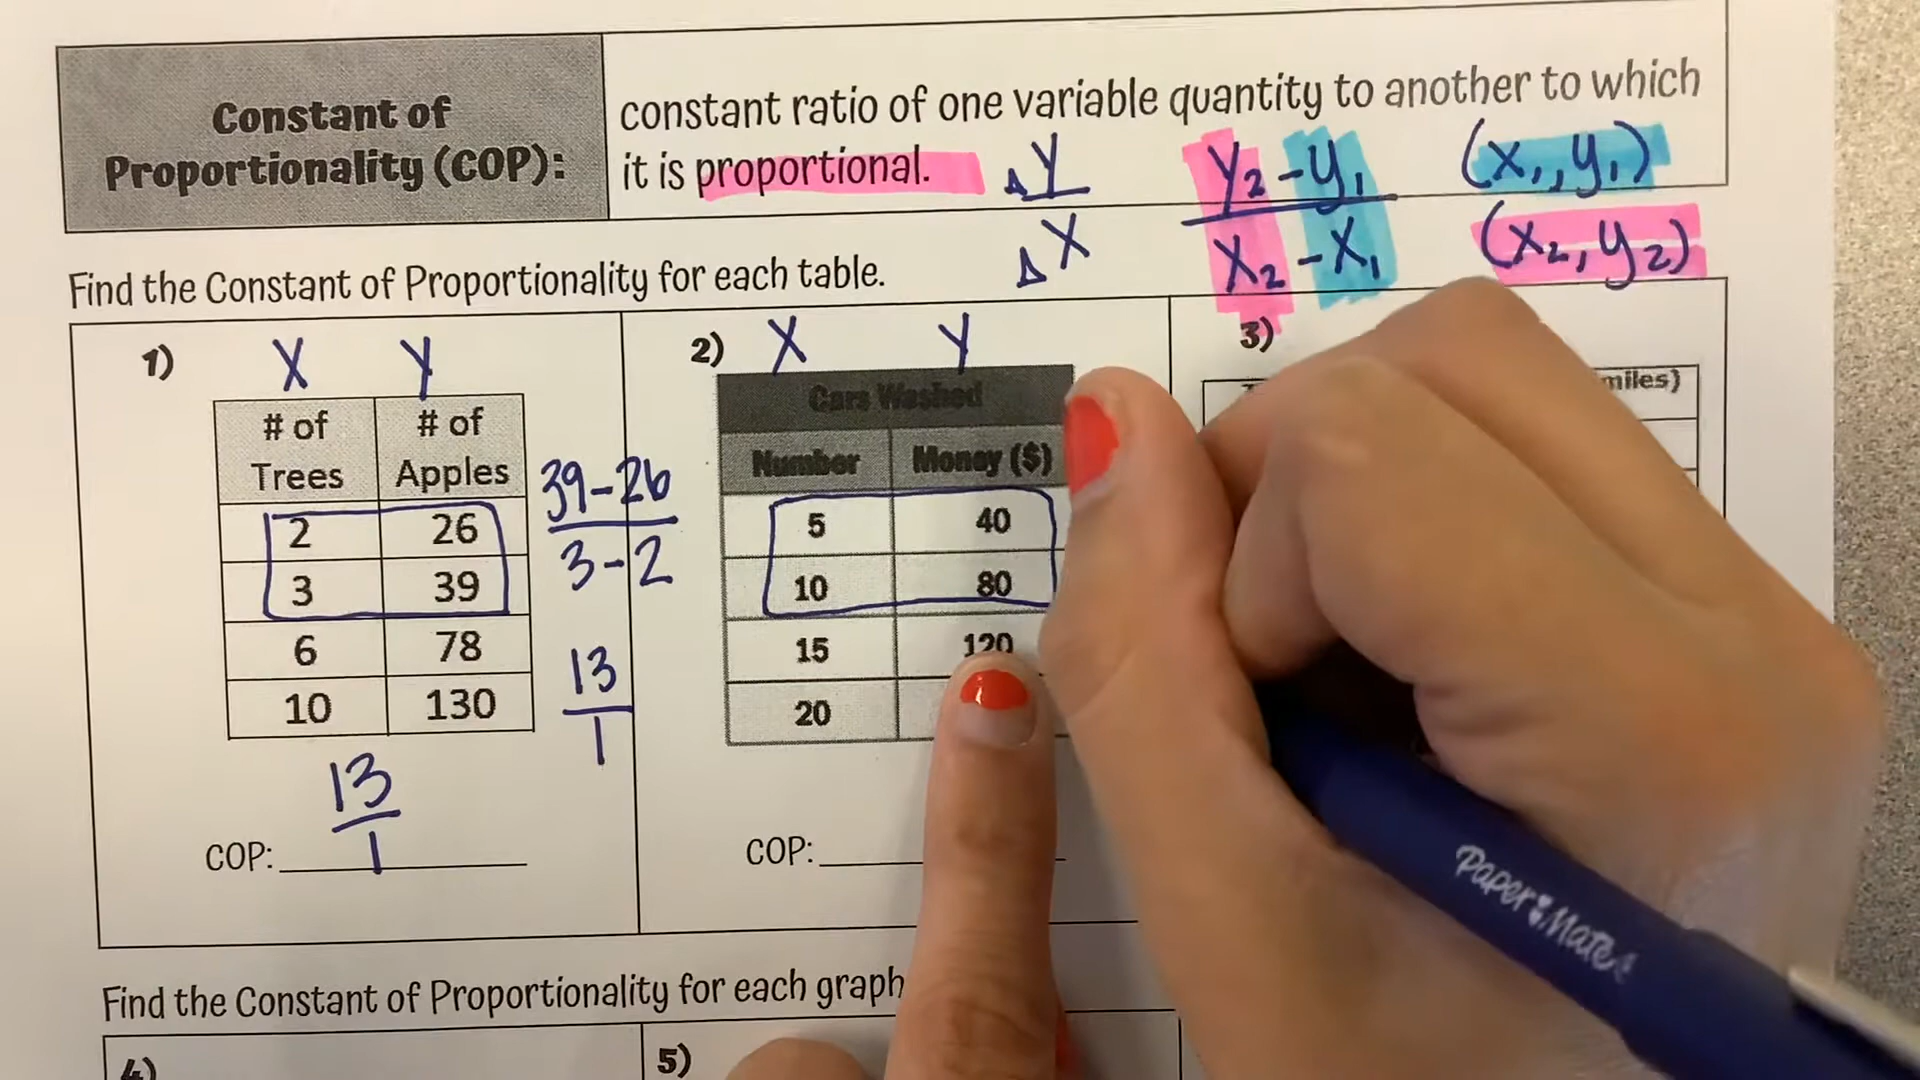 Constant of
Proportionality (COP):
constant ratio of one variable quantity to another to which
it is proportional.
ΔY
ΔX
Y₂ - y₁
X₂ - X₁
(x₁, y₁)
(x₂, y₂)
Find the Constant of Proportionality for each table.
1)
X Y
# of Trees # of Apples
2 26
3 39
6 78
10 130
39-26
3-2
13
1
13
1
COP:
2)
X Y
Cars Washed
Number Money ($)
5 40
10 80
15 120
20
COP:
3)
miles)
Find the Constant of Proportionality for each graph
4)
5)
Paper Mate